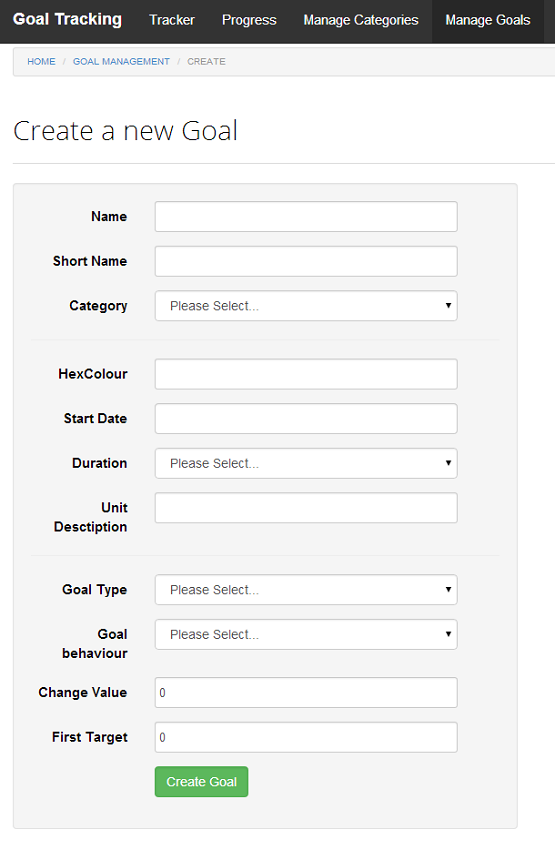 Goal Tracking Tracker Progress Manage Categories Manage Goals
HOME / GOAL MANAGEMENT / CREATE
Create a new Goal
Name
Short Name
Category Please Select...
HexColour
Start Date
Duration Please Select...
Unit
Desctiption
Goal Type Please Select...
Goal
behaviour Please Select...
Change Value 0
First Target 0
Create Goal